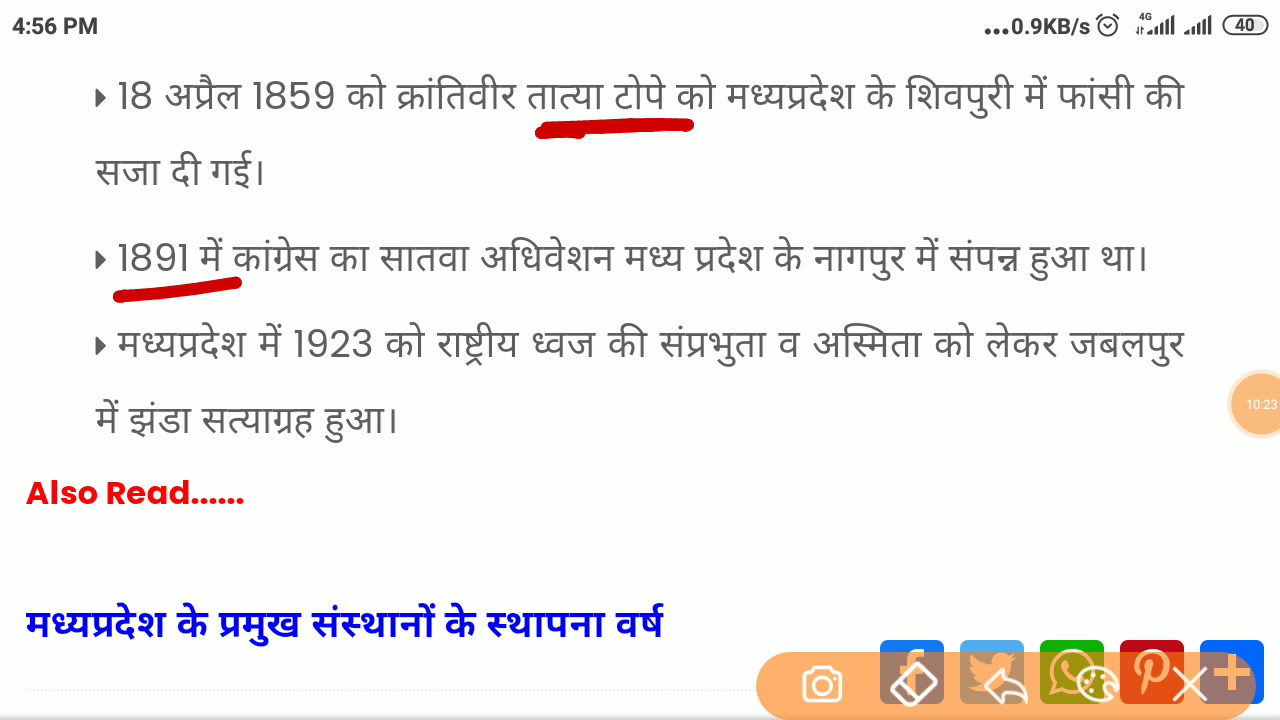 4:56 PM ...0.9KB/s 4G 40
18 अप्रैल 1859 को क्रांतिवीर तात्या टोपे को मध्यप्रदेश के शिवपुरी में फांसी की
सजा दी गई।
1891 में कांग्रेस का सातवा अधिवेशन मध्य प्रदेश के नागपुर में संपन्न हुआ था।
मध्यप्रदेश में 1923 को राष्ट्रीय ध्वज की संप्रभुता व अस्मिता को लेकर जबलपुर
में झंडा सत्याग्रह हुआ।
10:23
Also Read......
मध्यप्रदेश के प्रमुख संस्थानों के स्थापना वर्ष